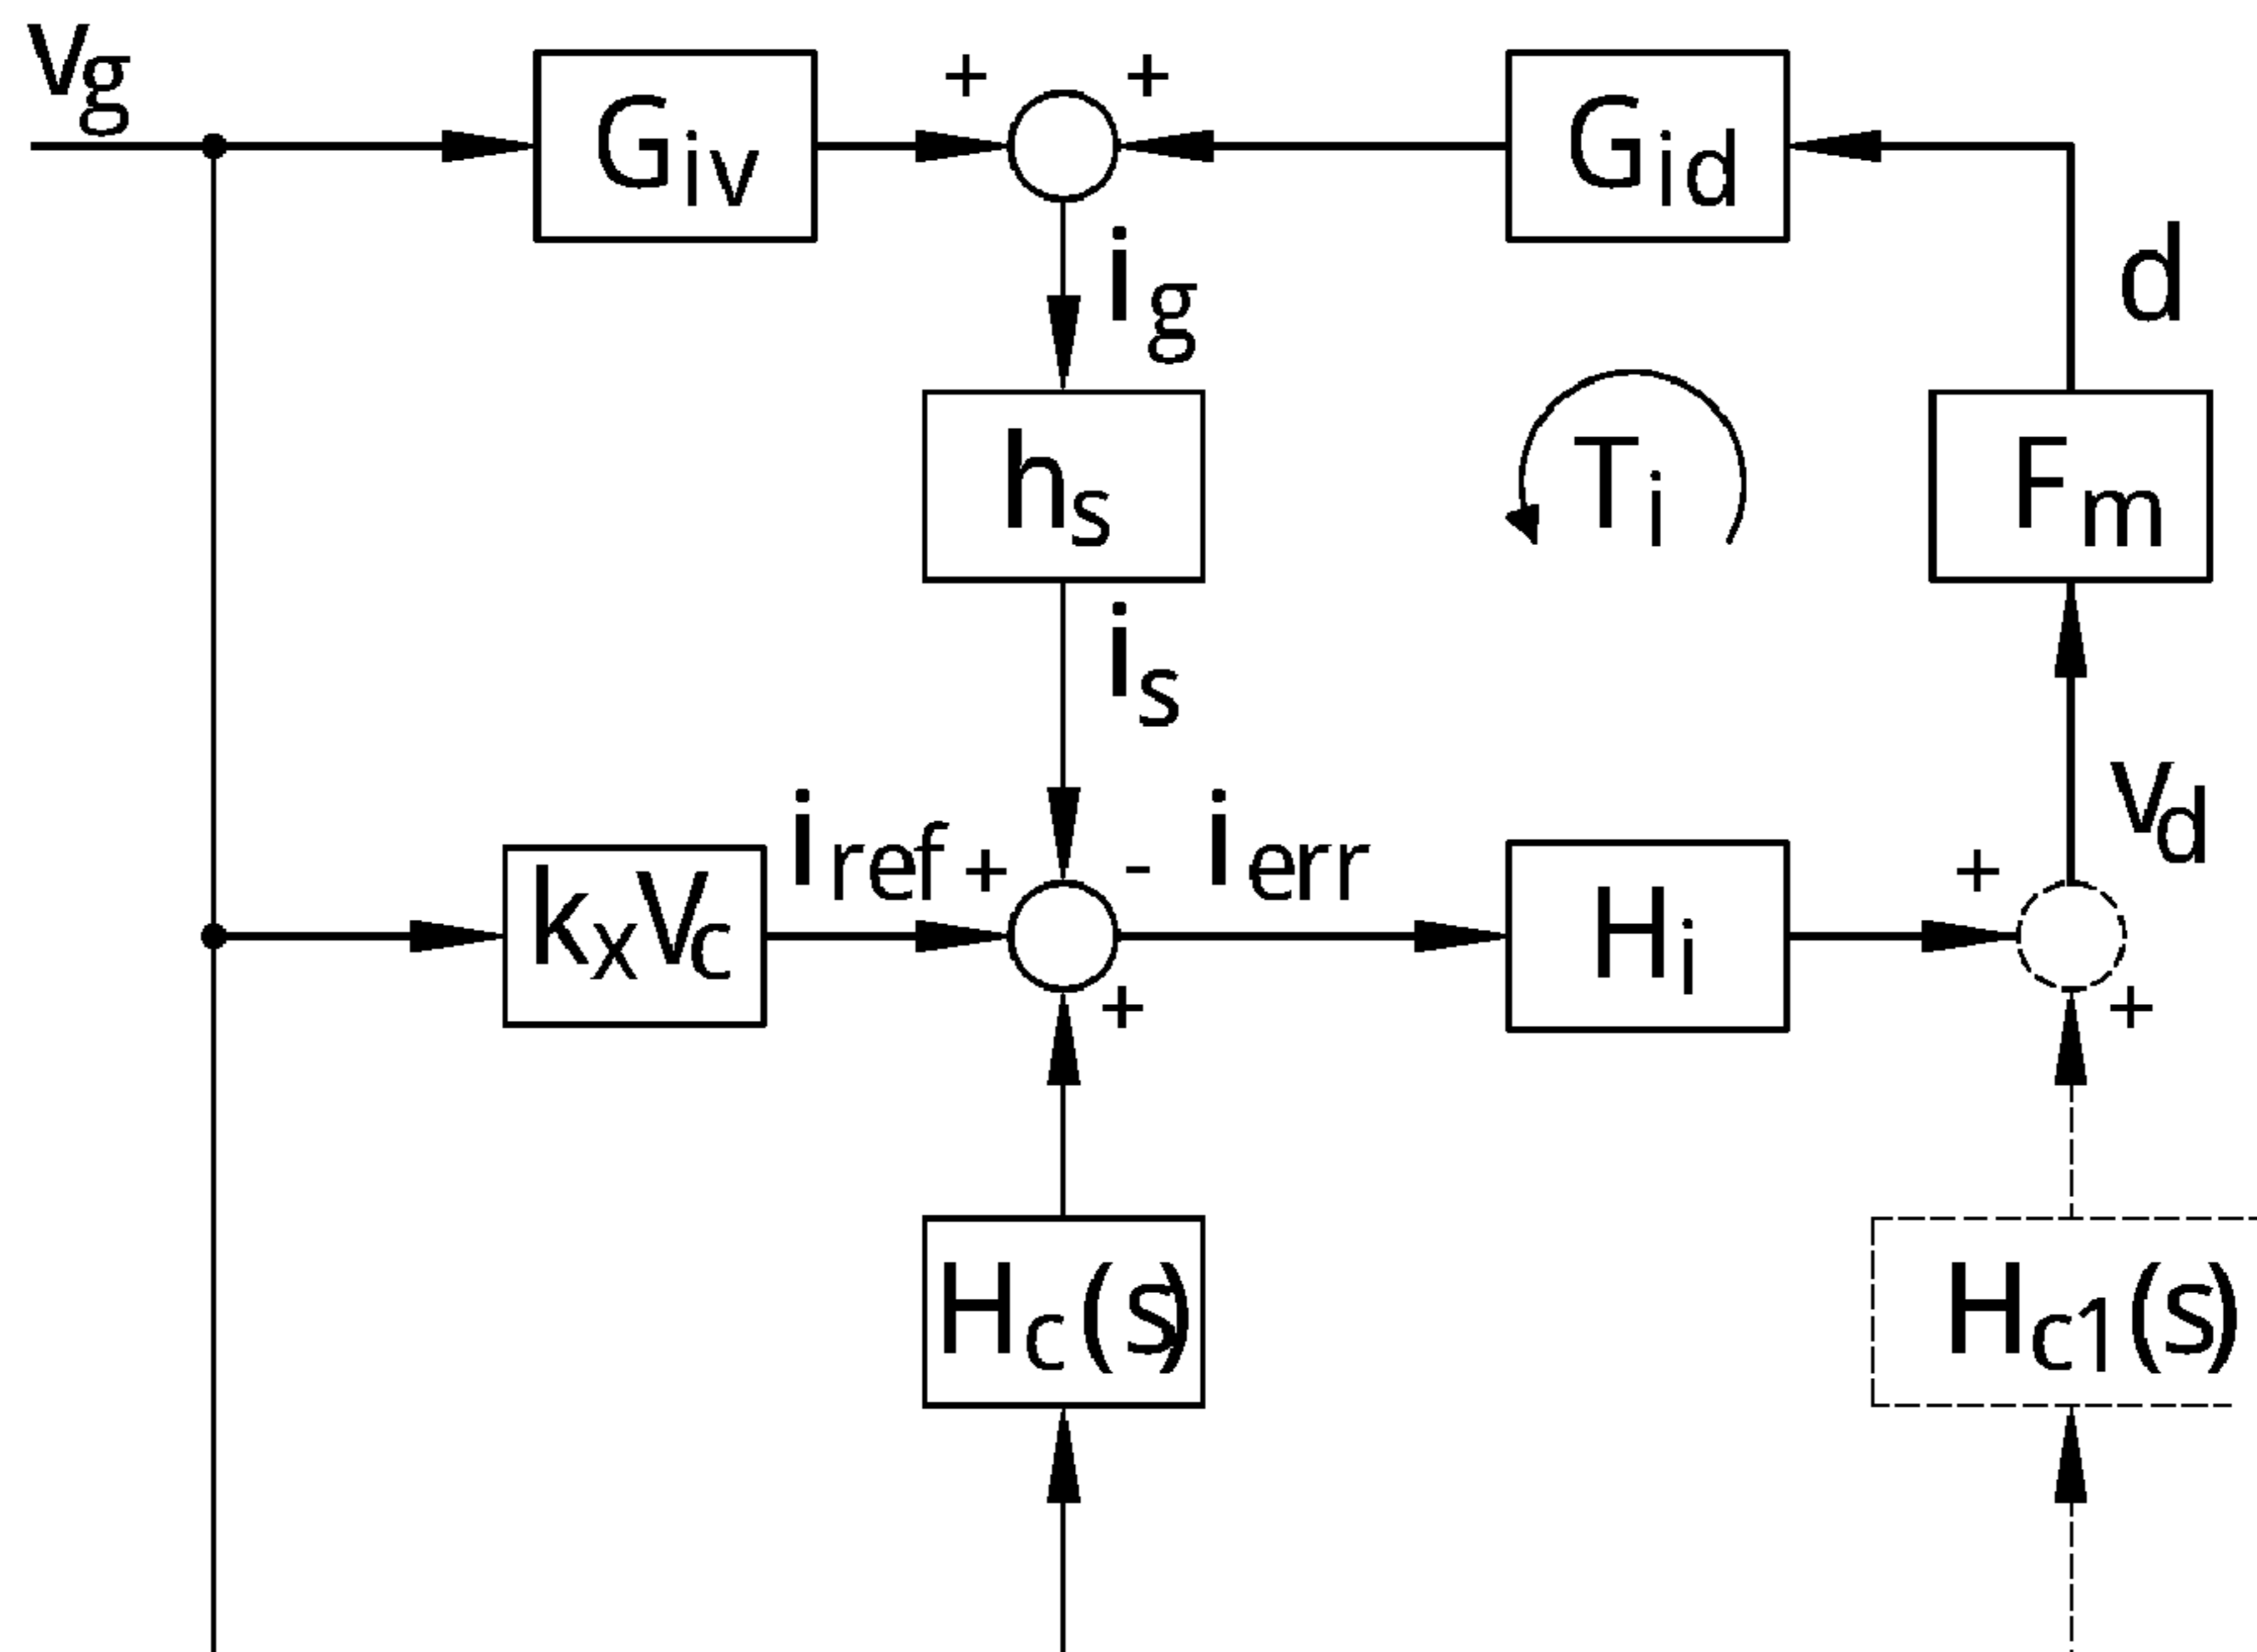 vg
Giv
+
+
Gid
ig
d
hs
Ti
Fm
is
vd
kxVc
iref
+
-
ierr
Hi
+
+
+
Hc(s)
Hc1(s)